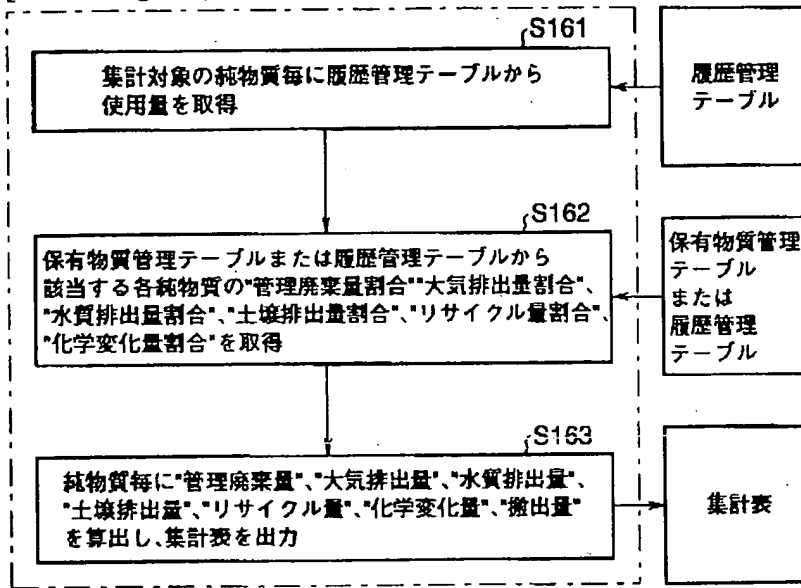 S161
集計対象の純物質毎に履歴管理テーブルから
使用量を取得
履歴管理
テーブル
S162
保有物質管理テーブルまたは履歴管理テーブルから
該当する各純物質の"管理廃棄量割合""大気排出量割合"、
"水質排出量割合"、"土壌排出量割合"、"リサイクル量割合"、
"化学変化量割合"を取得
保有物質管理
テーブル
または
履歴管理
テーブル
S163
純物質毎に"管理廃棄量"、"大気排出量"、"水質排出量"、
"土壌排出量"、"リサイクル量"、"化学変化量"、"搬出量"
を算出し、集計表を出力
集計表